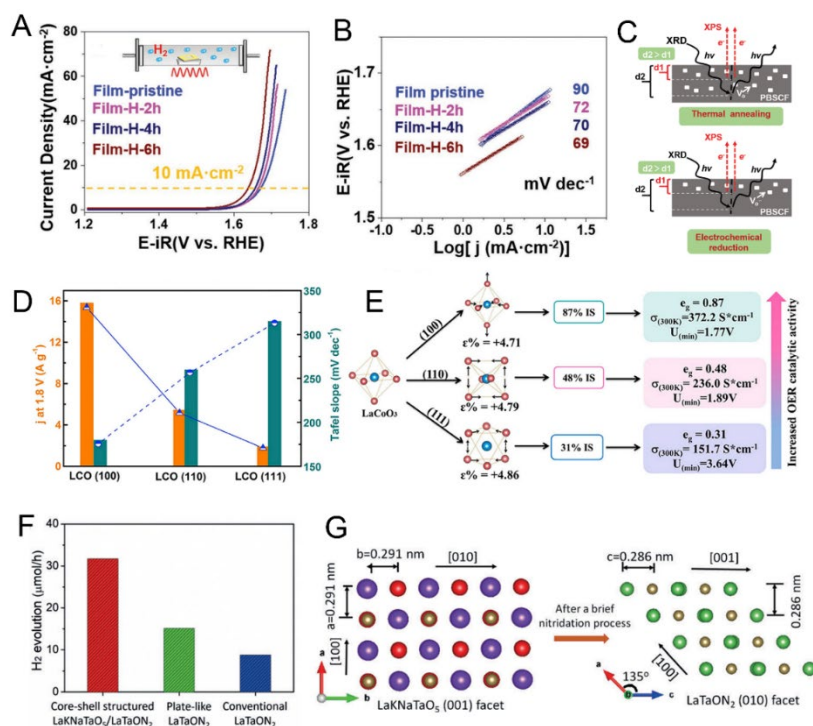 A
Current Density(mA·cm⁻²)
80
60
40
20
0
1.2
1.4
1.6
1.8
E-iR(V vs. RHE)
H₂
Film-pristine
Film-H-2h
Film-H-4h
Film-H-6h
10 mA·cm⁻²
B
E-iR(V vs. RHE)
1.7
1.6
1.5
-1.0
-0.5
0.0
0.5
1.0
1.5
Log[ j (mA·cm⁻²)]
Film pristine 90
Film-H-2h 72
Film-H-4h 70
Film-H-6h 69
mV dec⁻¹
C
XPS
XRD
hv
e⁻
e⁻
hv
d2>d1
d1
d2
Vo
PBSCF
Thermal annealing
XPS
XRD
hv
e⁻
e⁻
hv
d2>d1
d1
d2
Vo
PBSCF
Electrochemical
reduction
D
j at 1.8 V (A g⁻¹)
16
12
8
4
0
LCO (100)
LCO (110)
LCO (111)
350
300
250
200
150
Tafel slope (mV dec⁻¹)
E
LaCoO₃
(100)
(110)
(111)
ε% = +4.71
ε% = +4.79
ε% = +4.86
87% IS
48% IS
31% IS
e_g = 0.87
σ(300K)=372.2 S*cm⁻¹
U(min)=1.77V
e_g = 0.48
σ(300K)= 236.0 S*cm⁻¹
U(min)=1.89V
e_g = 0.31
σ(300K)= 151.7 S*cm⁻¹
U(min)=3.64V
Increased OER catalytic activity
F
H₂ evolution (μmol/h)
40
30
20
10
0
Core-shell structured
LaKNaTaO₅/LaTaON₂
Plate-like
LaTaON₂
Conventional
LaTaON₂
G
b=0.291 nm
[010]
a=0.291 nm
[100]
a
b
LaKNaTaO₅ (001) facet
After a brief
nitridation process
c=0.286 nm
[001]
0.286 nm
[100]
a
135°
b
c
LaTaON₂ (010) facet